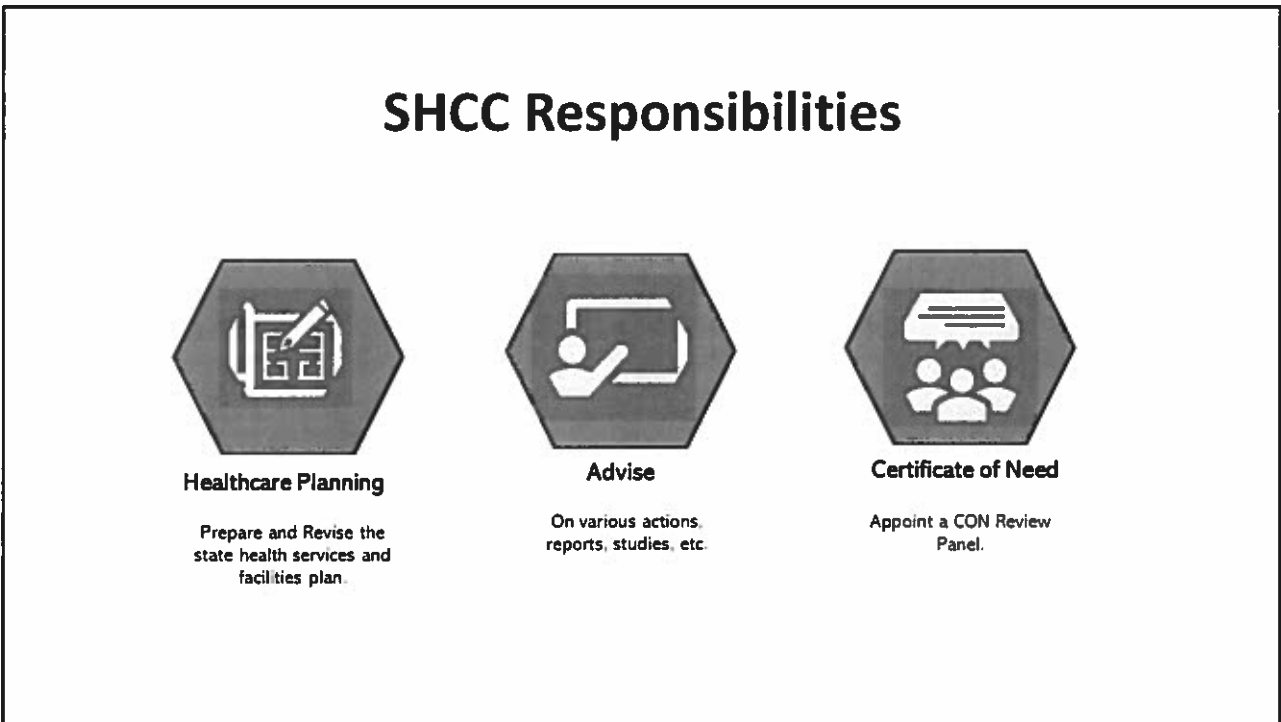 SHCC Responsibilities
Healthcare Planning
Prepare and Revise the
state health services and
facilities plan.
Advise
On various actions,
reports, studies, etc.
Certificate of Need
Appoint a CON Review
Panel.